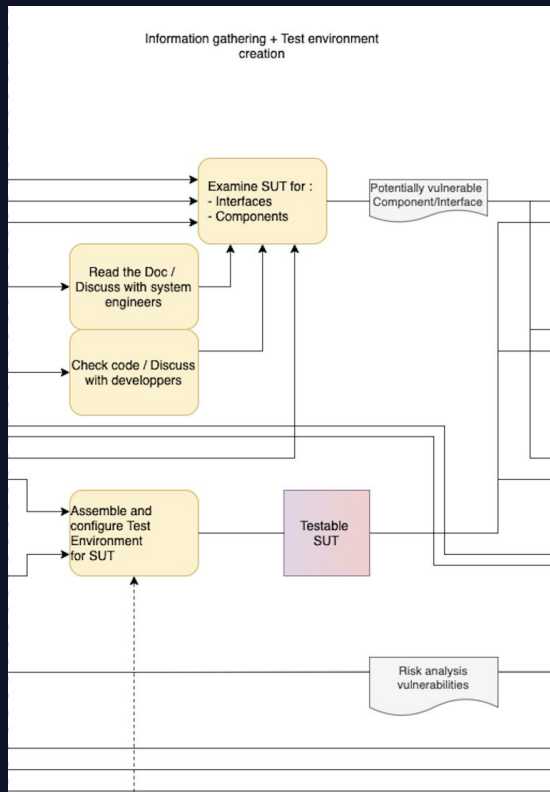 Information gathering + Test environment
creation
Examine SUT for :
- Interfaces
- Components
Potentially vulnerable
Component/Interface
Read the Doc /
Discuss with system
engineers
Check code / Discuss
with developpers
Assemble and
configure Test
Environment
for SUT
Testable
SUT
Risk analysis
vulnerabilities